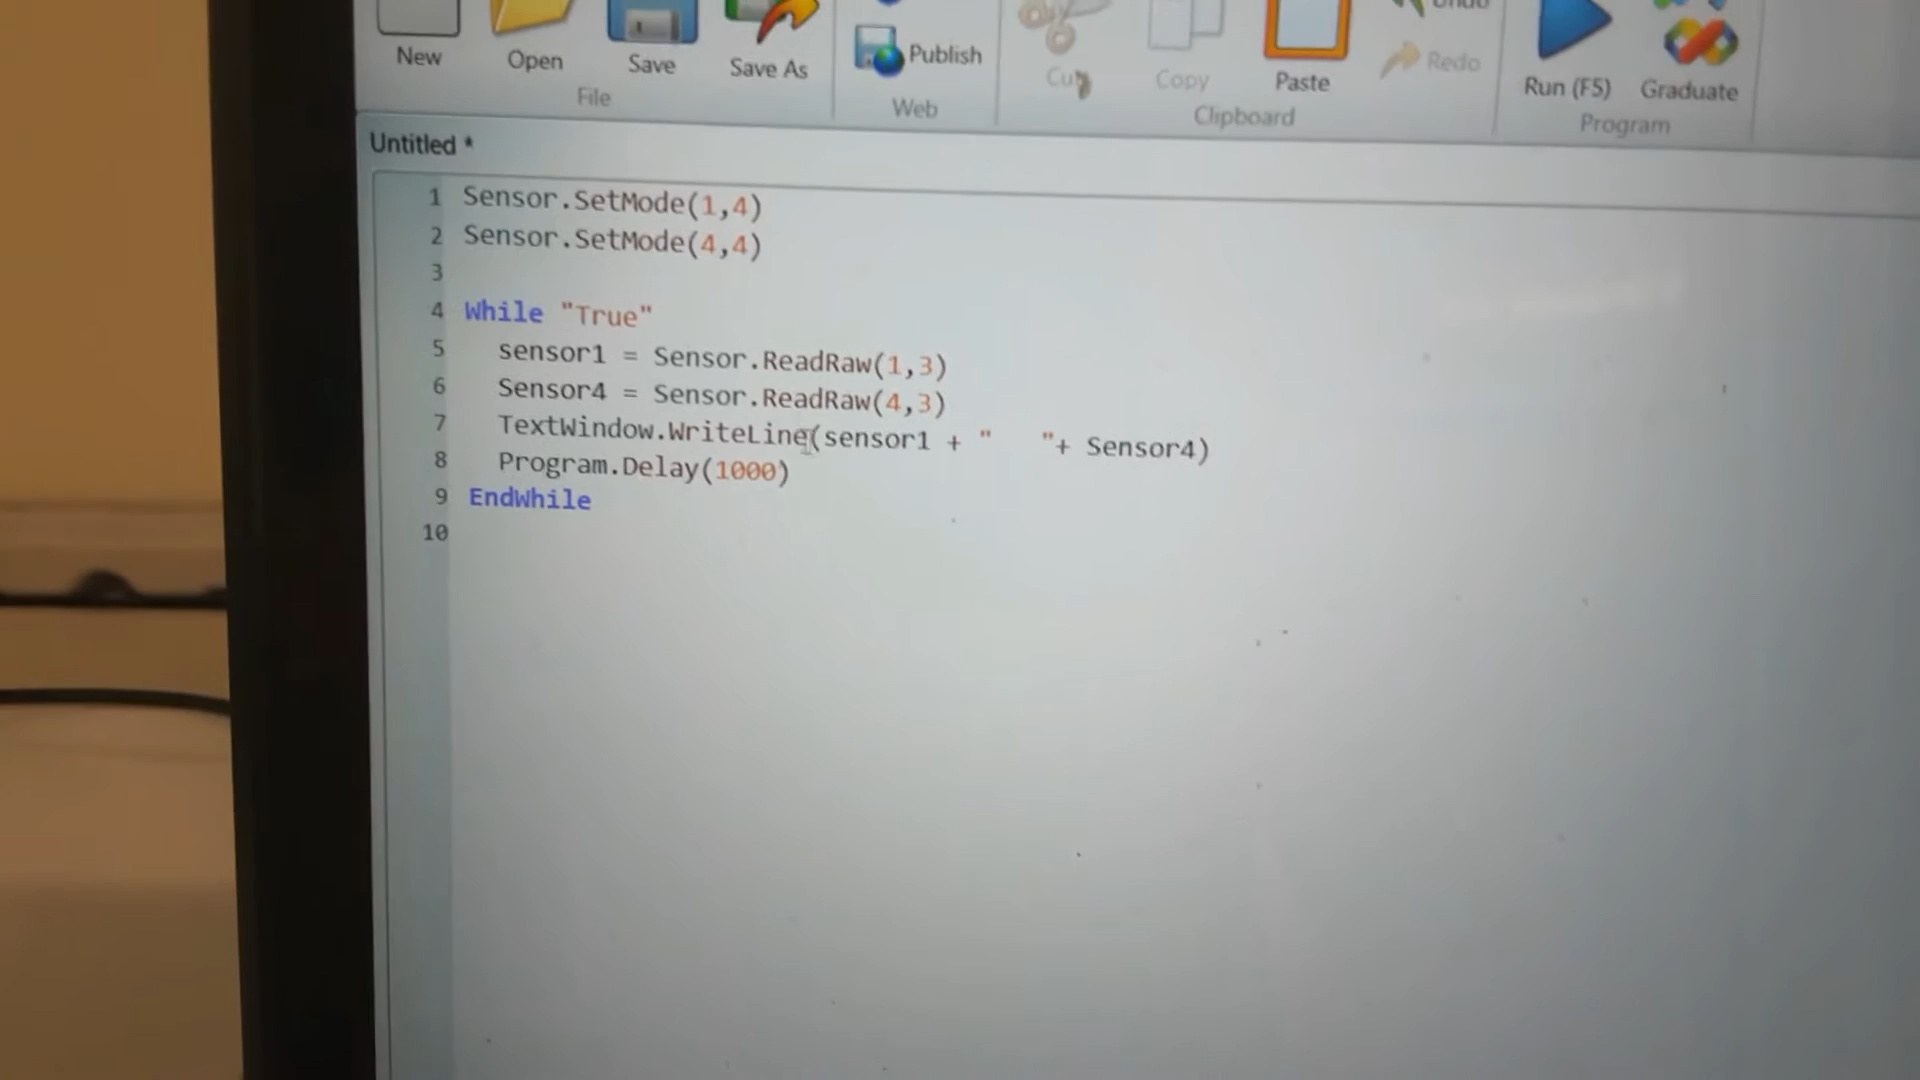 New Open Save Save As Publish Cut Copy Paste Undo Redo Run (F5) Graduate
File Web Clipboard Program
Untitled *
1 Sensor.SetMode(1,4)
2 Sensor.SetMode(4,4)
3
4 While "True"
5 sensor1 = Sensor.ReadRaw(1,3)
6 Sensor4 = Sensor.ReadRaw(4,3)
7 TextWindow.WriteLine(sensor1 + "   "+ Sensor4)
8 Program.Delay(1000)
9 EndWhile
10